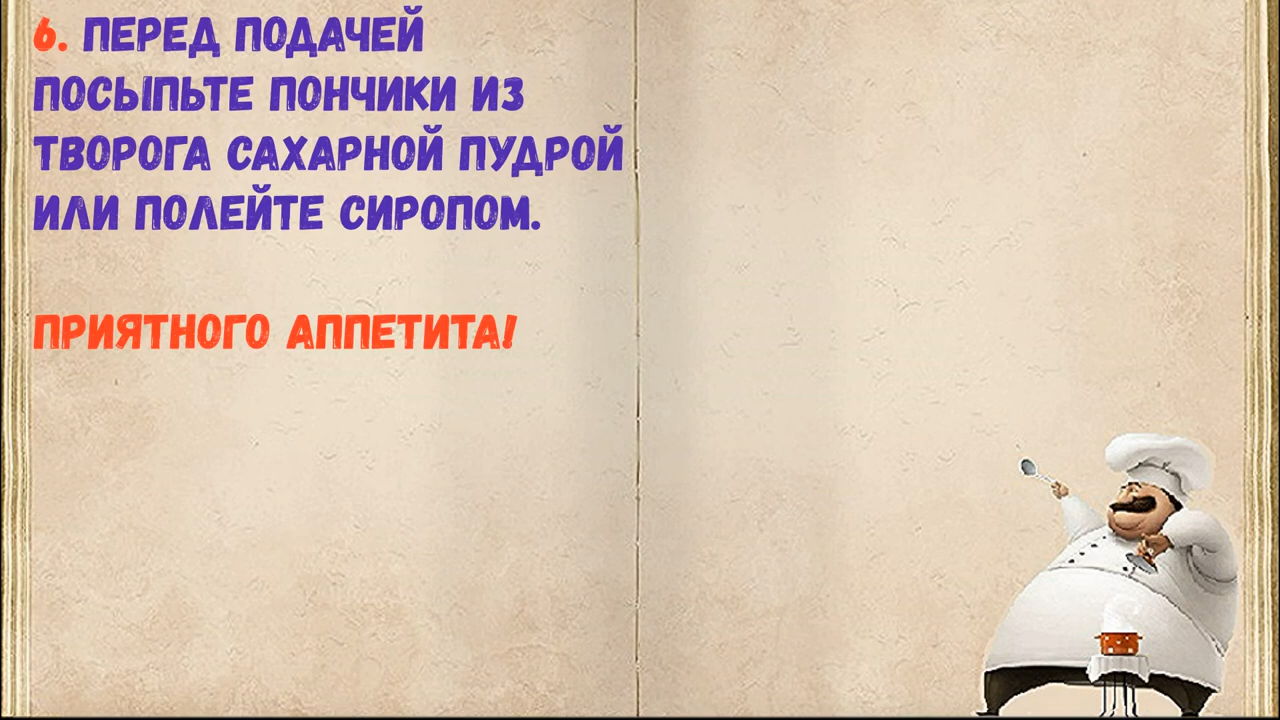 6. ПЕРЕД ПОДАЧЕЙ
ПОСЫПЬТЕ ПОНЧИКИ ИЗ
ТВОРОГА САХАРНОЙ ПУДРОЙ
ИЛИ ПОЛЕЙТЕ СИРОПОМ.
ПРИЯТНОГО АППЕТИТА!